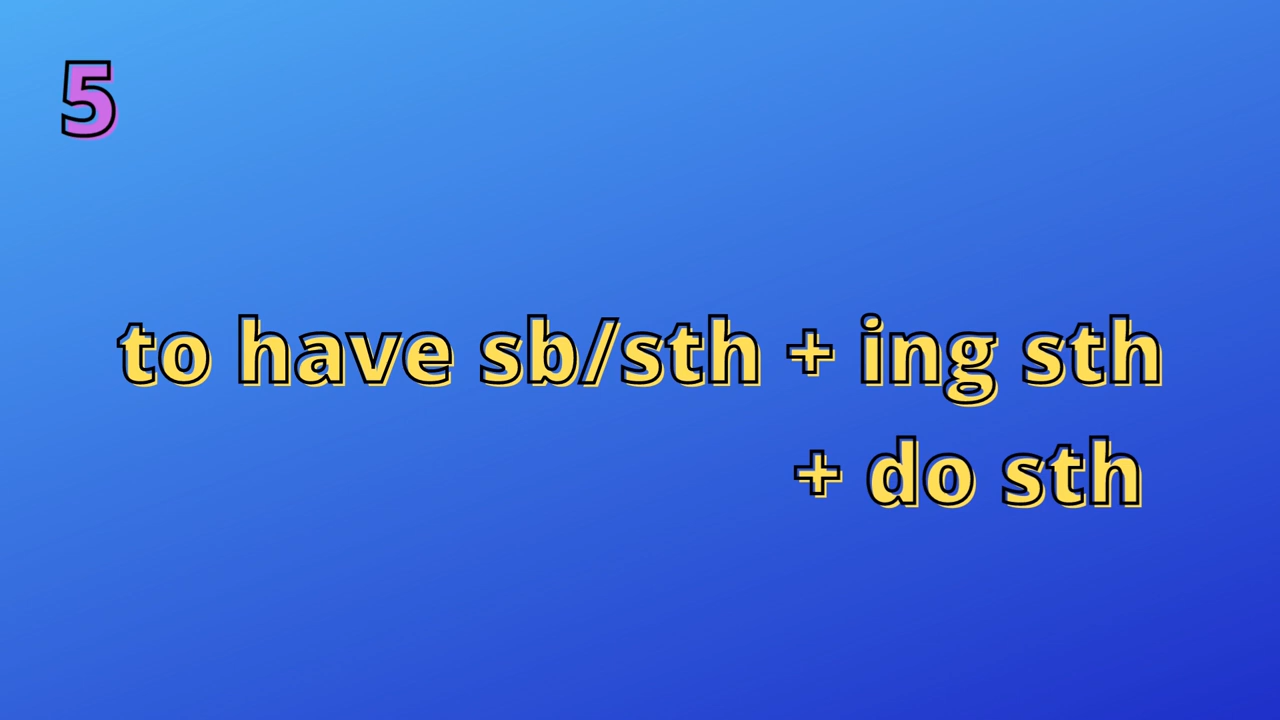 5
to have sb/sth + ing sth
+ do sth